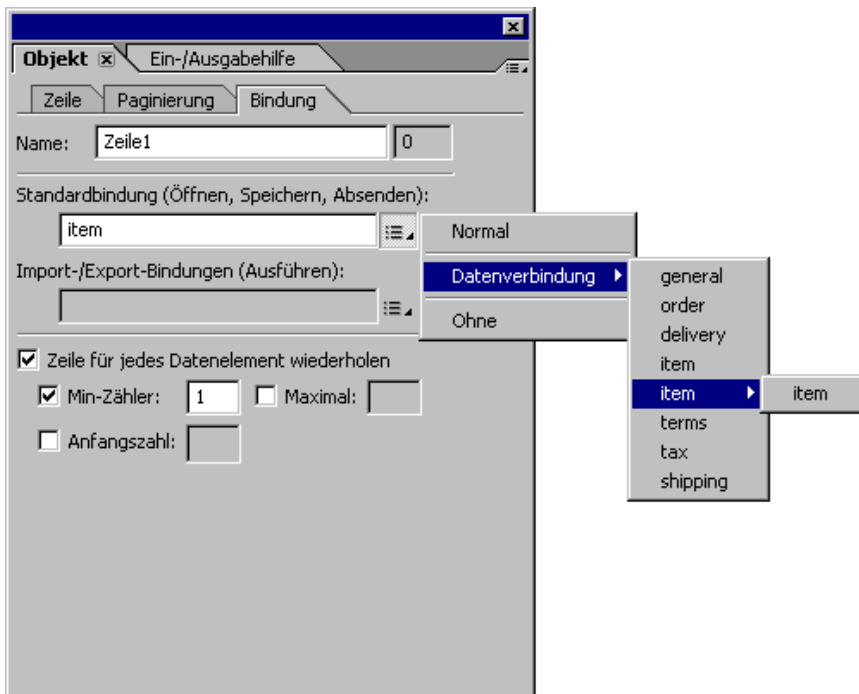 Objekt Ein-/Ausgabehilfe
Zeile Paginierung Bindung
Name: Zeile1 0
Standardbindung (Öffnen, Speichern, Absenden):
item
Normal
Import-/Export-Bindungen (Ausführen):
Datenverbindung
Ohne
general
order
delivery
item
item item
terms
tax
shipping
Zeile für jedes Datenelement wiederholen
Min-Zähler: 1 Maximal:
Anfangszahl: